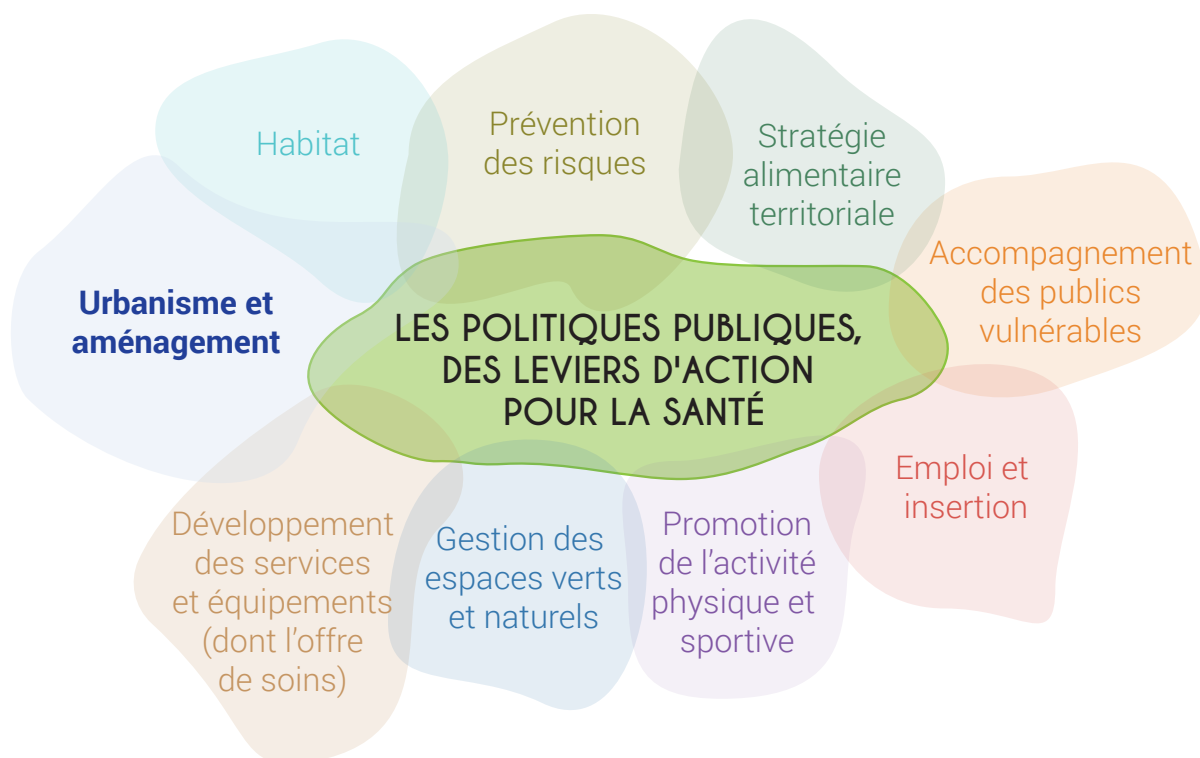 Habitat
Prévention
des risques
Stratégie
alimentaire
territoriale
Accompagnement
des publics
vulnérables
Urbanisme et
aménagement
LES POLITIQUES PUBLIQUES,
DES LEVIERS D'ACTION
POUR LA SANTÉ
Emploi et
insertion
Développement
des services
et équipements
(dont l’offre
de soins)
Gestion des
espaces verts
et naturels
Promotion
de l’activité
physique et
sportive